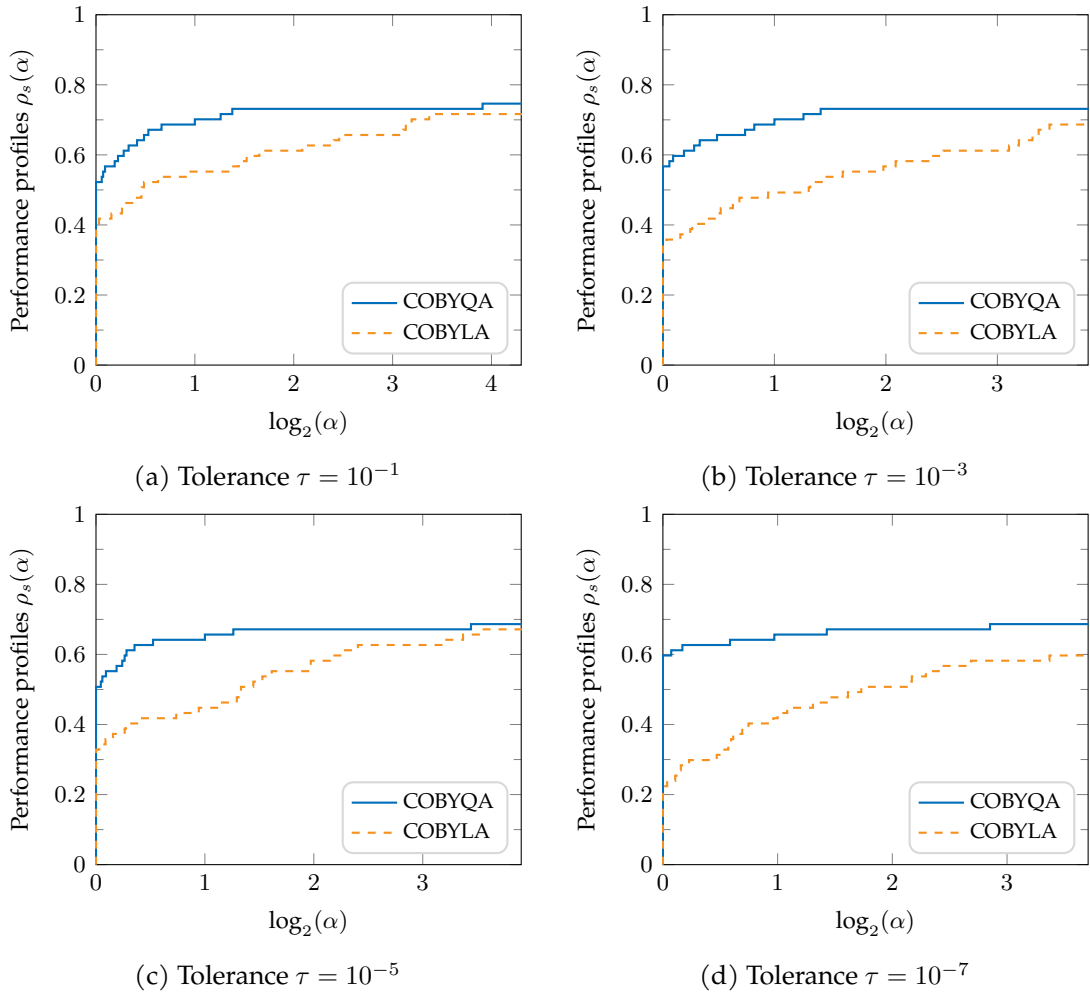 Performance profiles ρₛ(α)
1
0.8
0.6
0.4
0.2
0
0 1 2 3 4
log₂(α)
COBYQA
COBYLA
(a) Tolerance τ = 10⁻¹
Performance profiles ρₛ(α)
1
0.8
0.6
0.4
0.2
0
0 1 2 3
log₂(α)
COBYQA
COBYLA
(b) Tolerance τ = 10⁻³
Performance profiles ρₛ(α)
1
0.8
0.6
0.4
0.2
0
0 1 2 3
log₂(α)
COBYQA
COBYLA
(c) Tolerance τ = 10⁻⁵
Performance profiles ρₛ(α)
1
0.8
0.6
0.4
0.2
0
0 1 2 3
log₂(α)
COBYQA
COBYLA
(d) Tolerance τ = 10⁻⁷